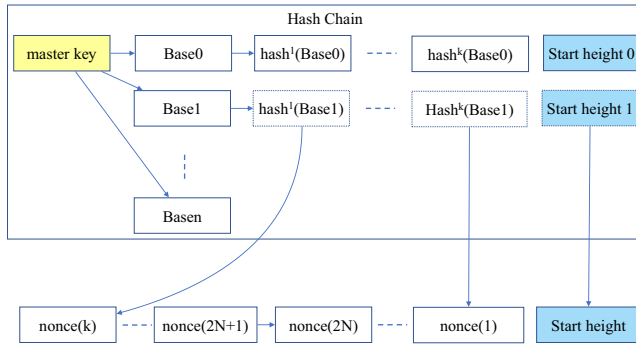 Hash Chain
master key
Base0
hash¹(Base0)
hashᵏ(Base0)
Start height 0
Base1
hash¹(Base1)
Hashᵏ(Base1)
Start height 1
Basen
nonce(k)
nonce(2N+1)
nonce(2N)
nonce(1)
Start height